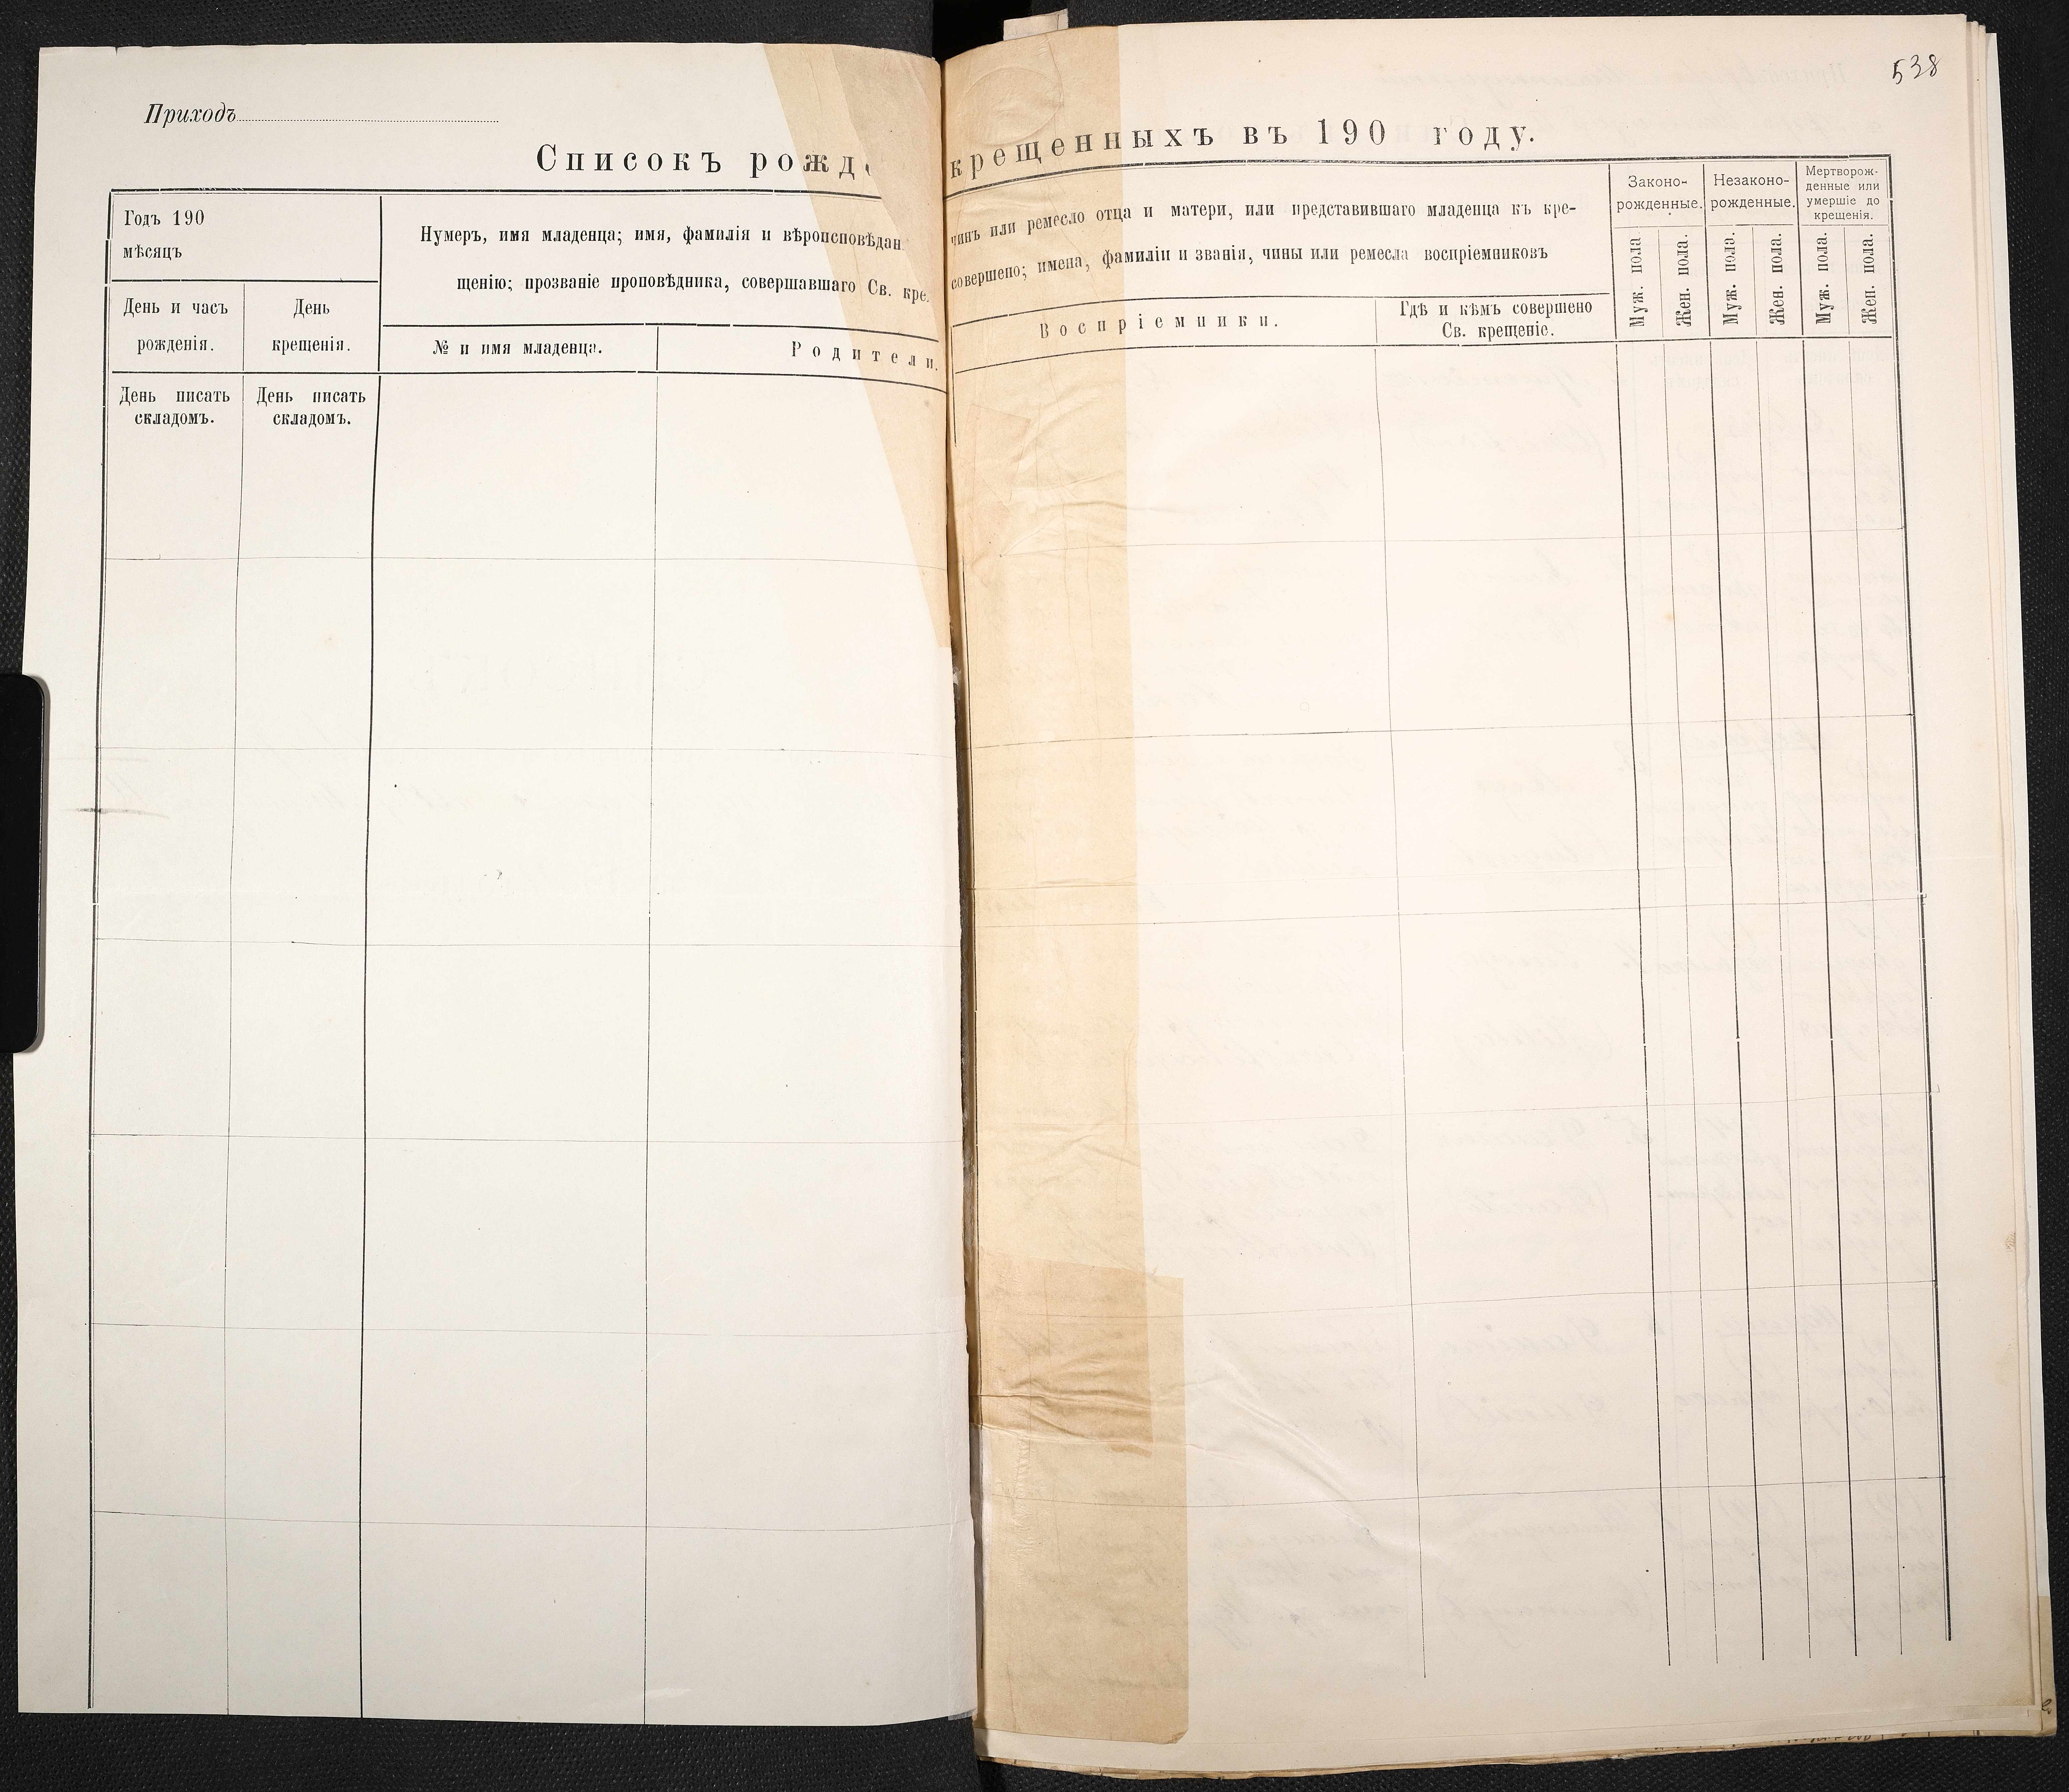 538
Приходъ
Списокъ рожд
крещенныхъ въ 190 году.
Годъ 190
мѣсяцъ
День и часъ
рожденія.
День
крещенія.
Нумеръ, имя младенца; имя, фамилія и вѣроисповѣдан
щенію; прозваніе проповѣдника, совершавшаго Св. кре
№ и имя младенца.
Родители.
День писать
складомъ.
День писать
складомъ.
чинъ или ремесло отца и матери, или представившаго младенца къ кре-
совершено; имена, фамиліи и званія, чины или ремесла воспріемниковъ
Воспріемники.
Гдѣ и кѣмъ совершено
Св. крещеніе.
Законо-
рожденные.
Незаконо-
рожденные.
Мертворож-
денные или
умершіе до
крещенія.
Муж. пола
Жен. пола.
Муж. пола.
Жен. пола.
Муж. пола.
Жен. пола.